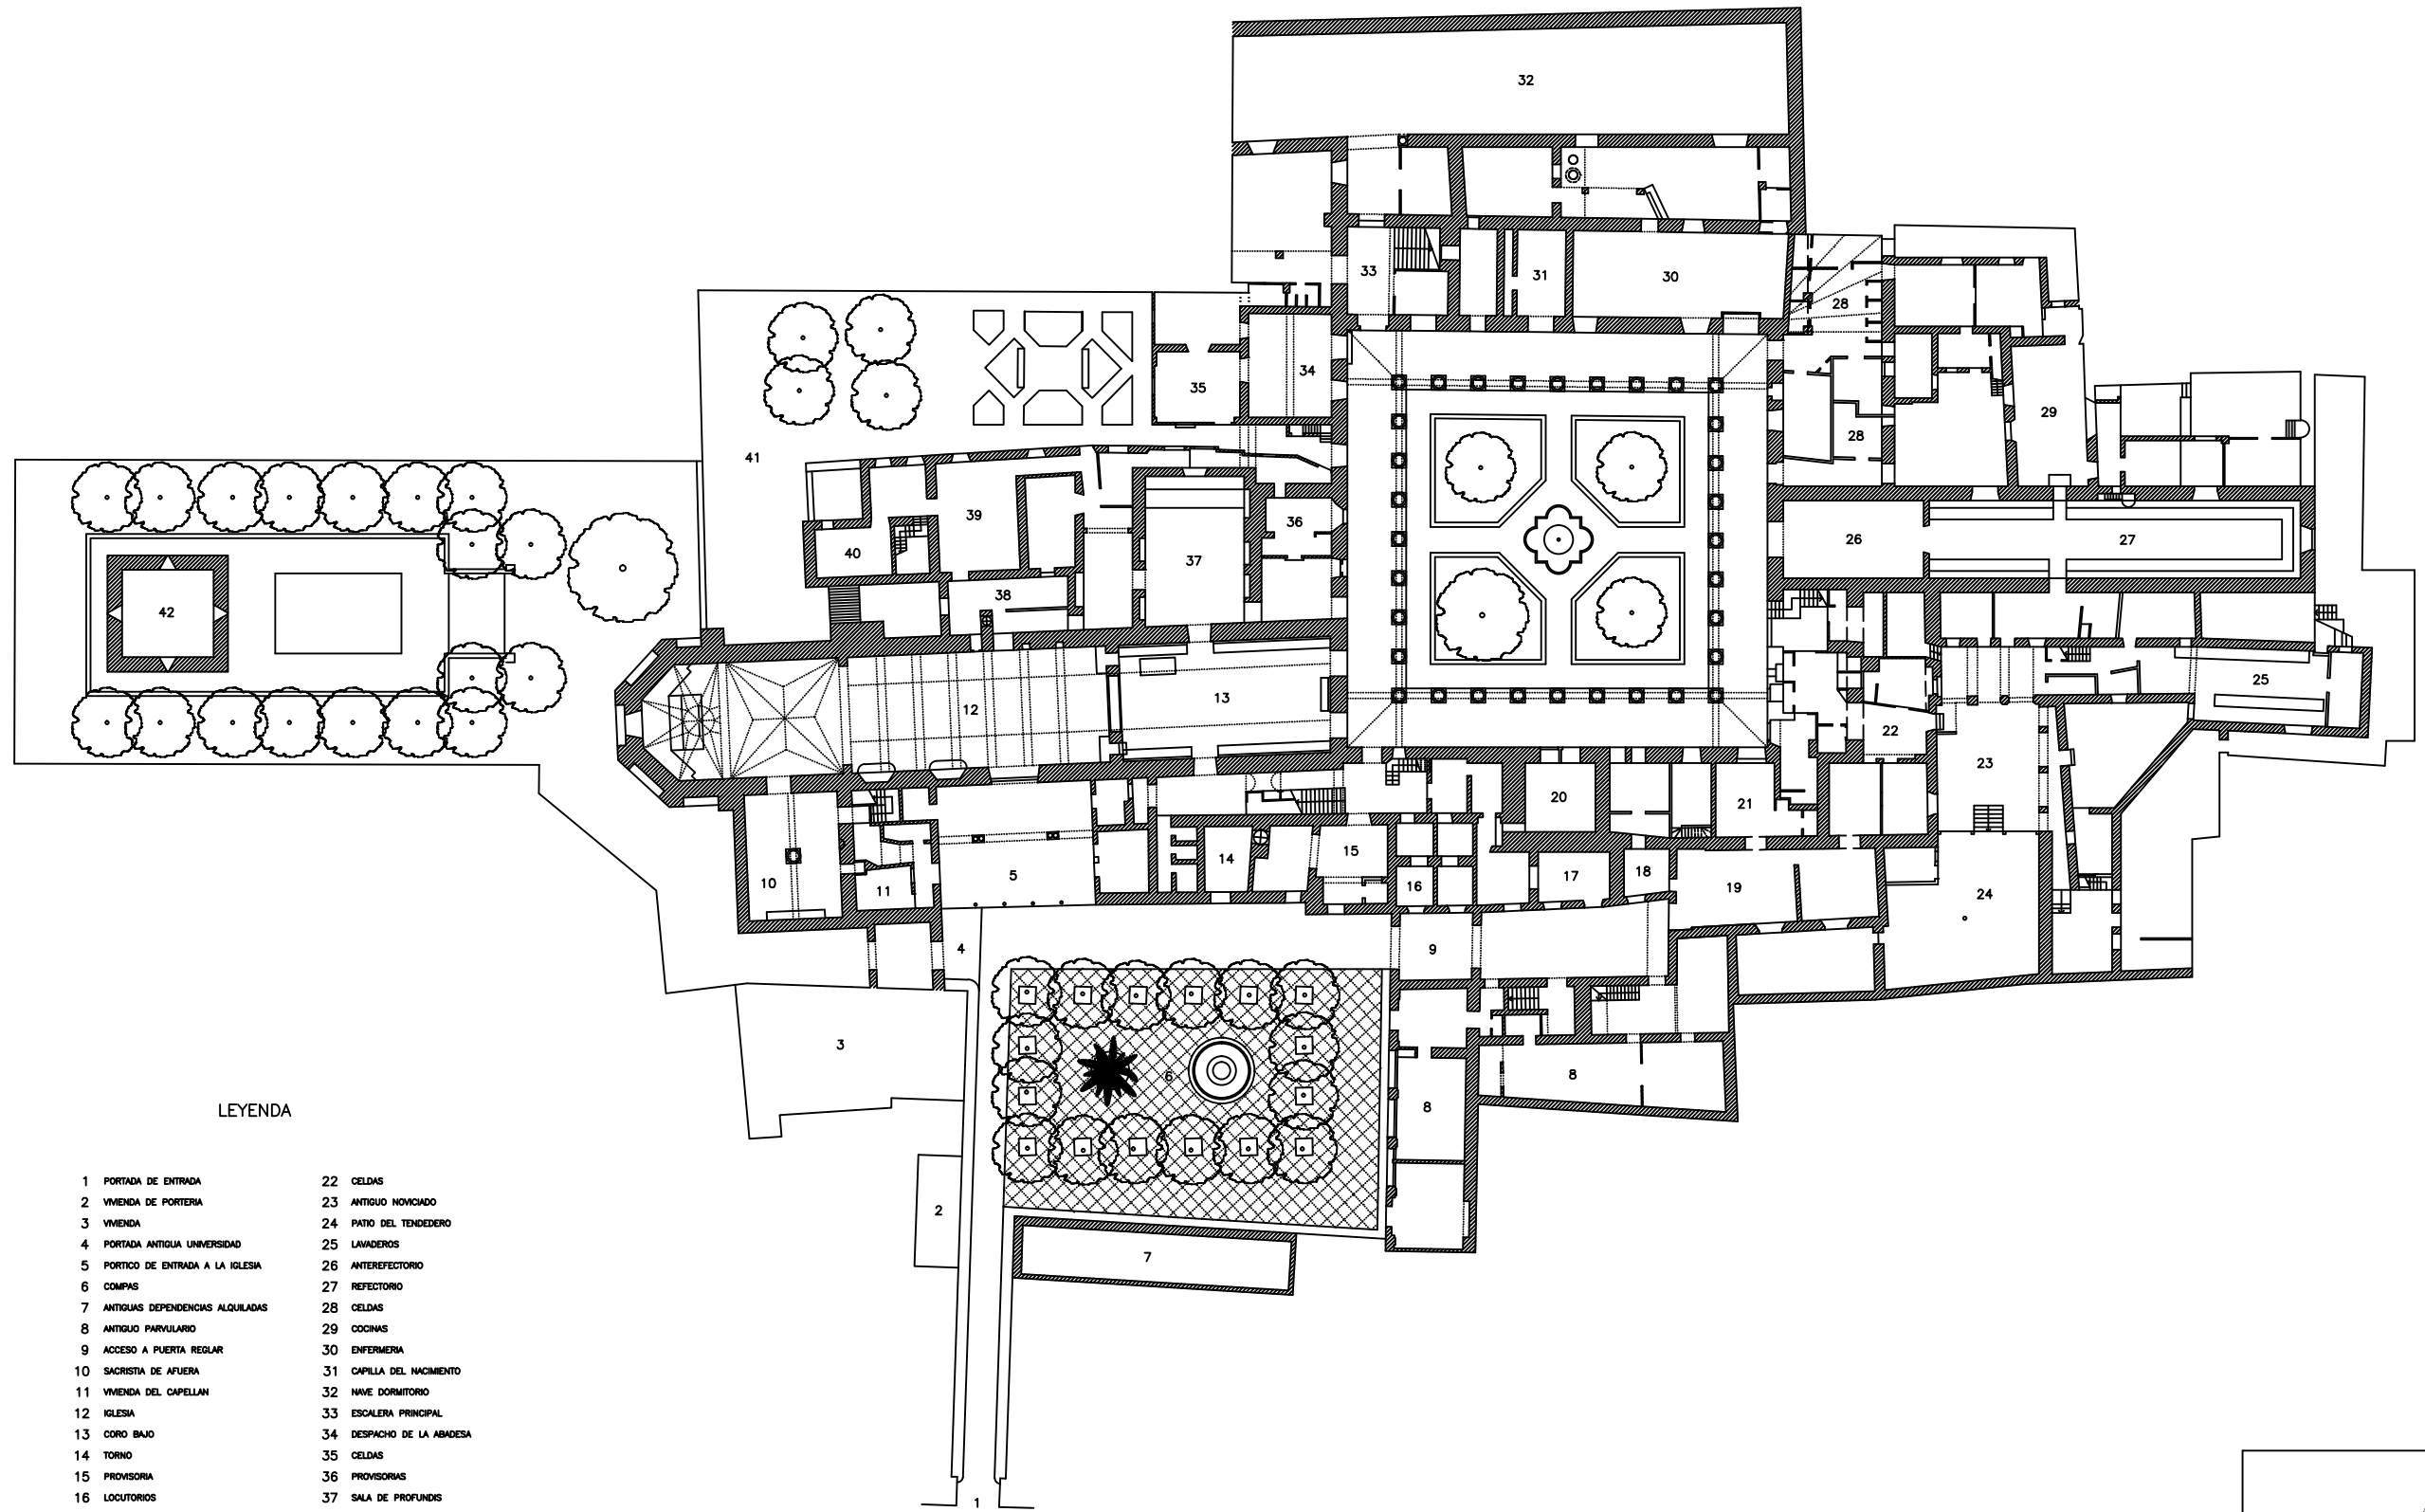 32
33
31
30
28
35
34
29
28
41
39
36
40
37
26
27
38
42
12
13
25
22
23
20
21
14
15
10
11
5
16
17
18
19
24
4
9
3
6
8
8
2
7
1
LEYENDA
1 PORTADA DE ENTRADA
2 VIVIENDA DE PORTERIA
3 VIVIENDA
4 PORTADA ANTIGUA UNIVERSIDAD
5 PORTICO DE ENTRADA A LA IGLESIA
6 COMPAS
7 ANTIGUAS DEPENDENCIAS ALQUILADAS
8 ANTIGUO PARVULARIO
9 ACCESO A PUERTA REGLAR
10 SACRISTIA DE AFUERA
11 VIVIENDA DEL CAPELLAN
12 IGLESIA
13 CORO BAJO
14 TORNO
15 PROVISORIA
16 LOCUTORIOS
22 CELDAS
23 ANTIGUO NOVICIADO
24 PATIO DEL TENDEDERO
25 LAVADEROS
26 ANTEREFECTORIO
27 REFECTORIO
28 CELDAS
29 COCINAS
30 ENFERMERIA
31 CAPILLA DEL NACIMIENTO
32 NAVE DORMITORIO
33 ESCALERA PRINCIPAL
34 DESPACHO DE LA ABADESA
35 CELDAS
36 PROVISORIAS
37 SALA DE PROFUNDIS